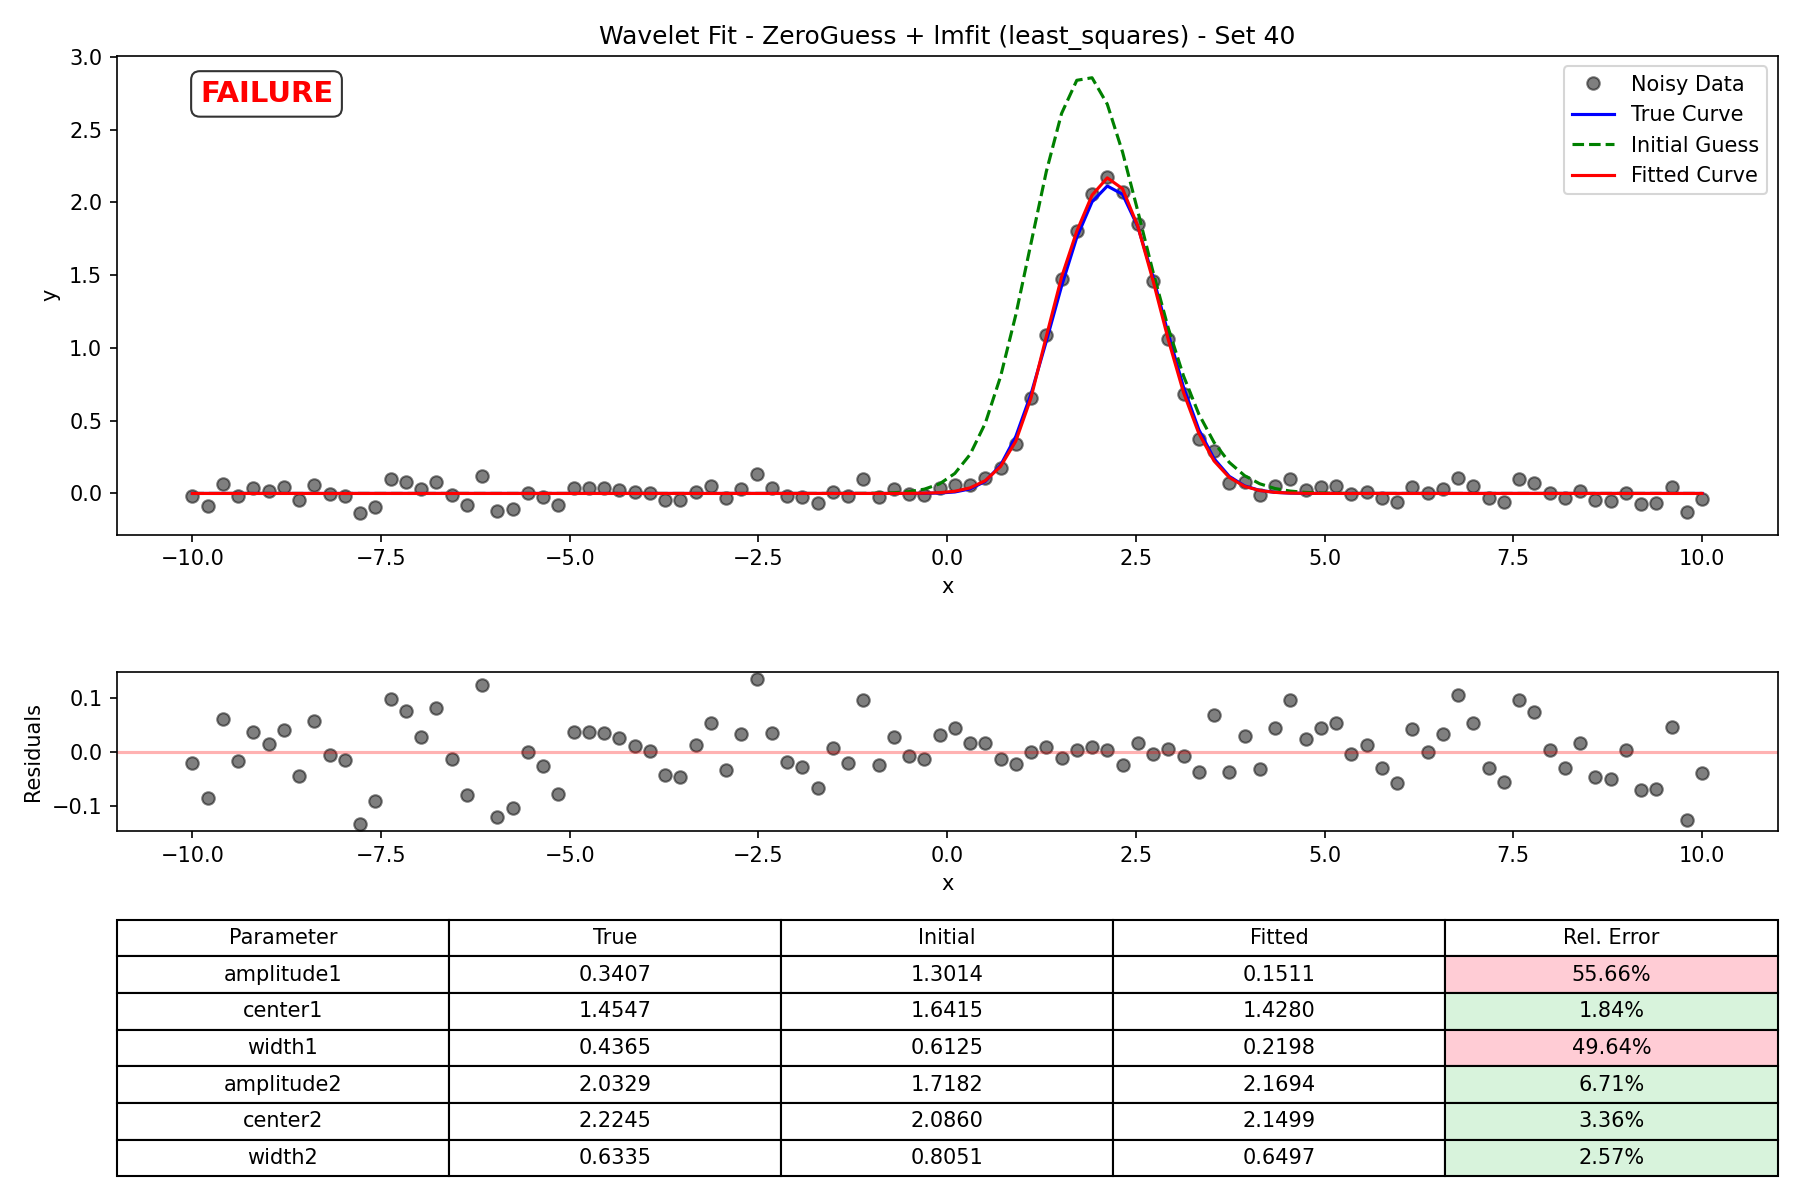 Wavelet Fit - ZeroGuess + lmfit (least_squares) - Set 40
FAILURE
Noisy Data
True Curve
Initial Guess
Fitted Curve
3.0
2.5
2.0
1.5
1.0
0.5
0.0
y
−10.0 −7.5 −5.0 −2.5 0.0 2.5 5.0 7.5 10.0
x
0.1
0.0
−0.1
Residuals
−10.0 −7.5 −5.0 −2.5 0.0 2.5 5.0 7.5 10.0
x
Parameter True Initial Fitted Rel. Error
amplitude1 0.3407 1.3014 0.1511 55.66%
center1 1.4547 1.6415 1.4280 1.84%
width1 0.4365 0.6125 0.2198 49.64%
amplitude2 2.0329 1.7182 2.1694 6.71%
center2 2.2245 2.0860 2.1499 3.36%
width2 0.6335 0.8051 0.6497 2.57%